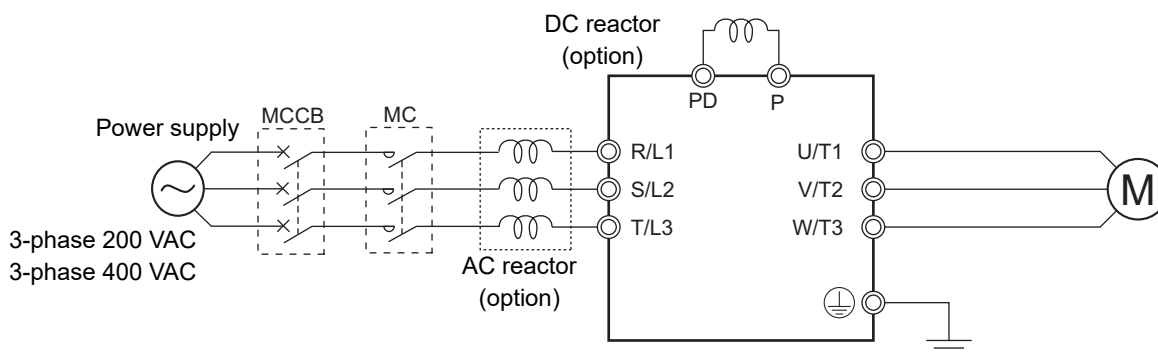 DC reactor
(option)
PD
P
Power supply
MCCB
MC
R/L1
S/L2
T/L3
U/T1
V/T2
W/T3
M
3-phase 200 VAC
3-phase 400 VAC
AC reactor
(option)